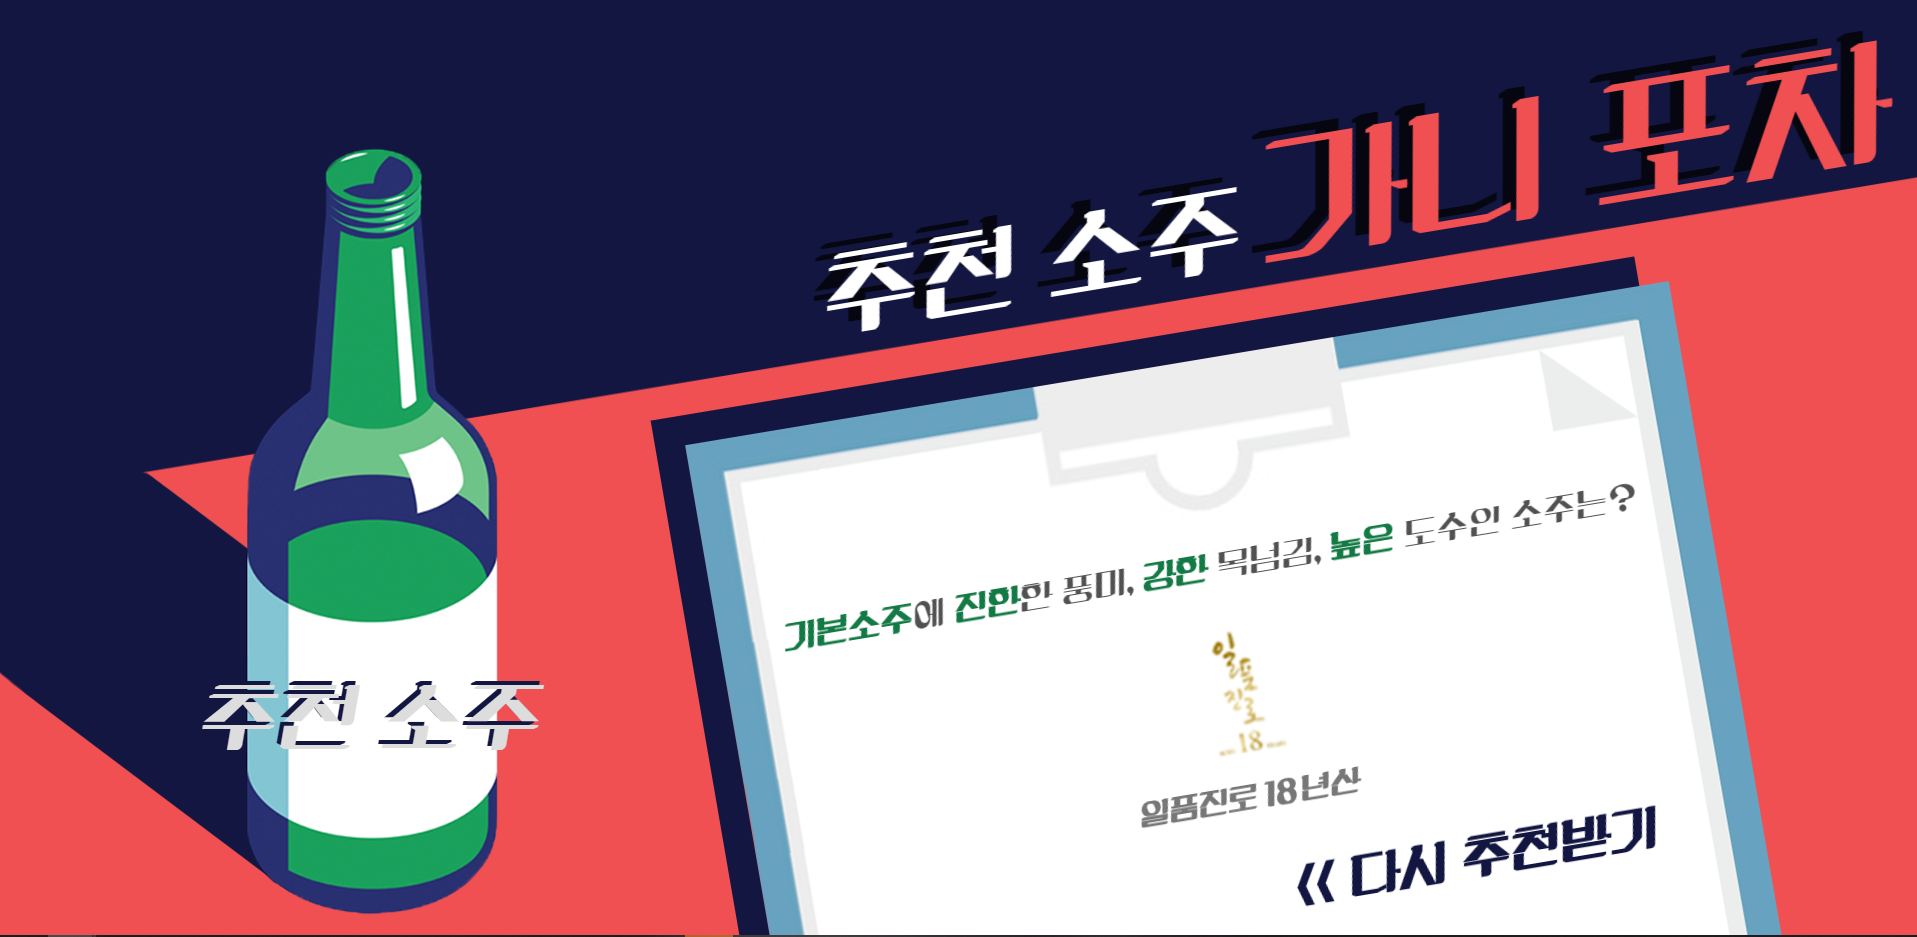 추천 소주 개니 포차
추천 소주
기본소주에 진한한 풍미, 강한 목넘김, 높은 도수인 소주는?
일품
진로
18
일품진로 18년산
《 다시 추천받기